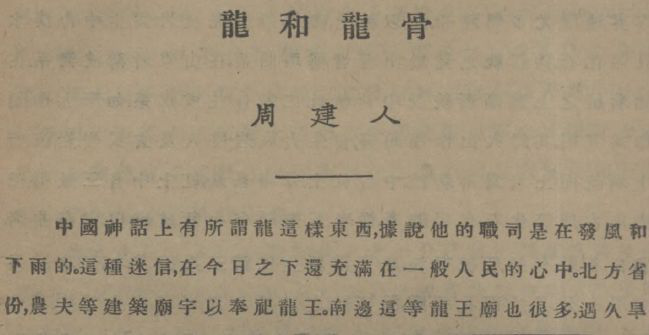 龍和龍骨
周建人
中國神話上有所謂龍這樣東西,據說他的職司是在發風和
下雨的。這種迷信,在今日之下還充滿在一般人民的心中。北方省
份,農夫等建築廟宇以奉祀龍王。南邊這等龍王廟也很多,遇久旱